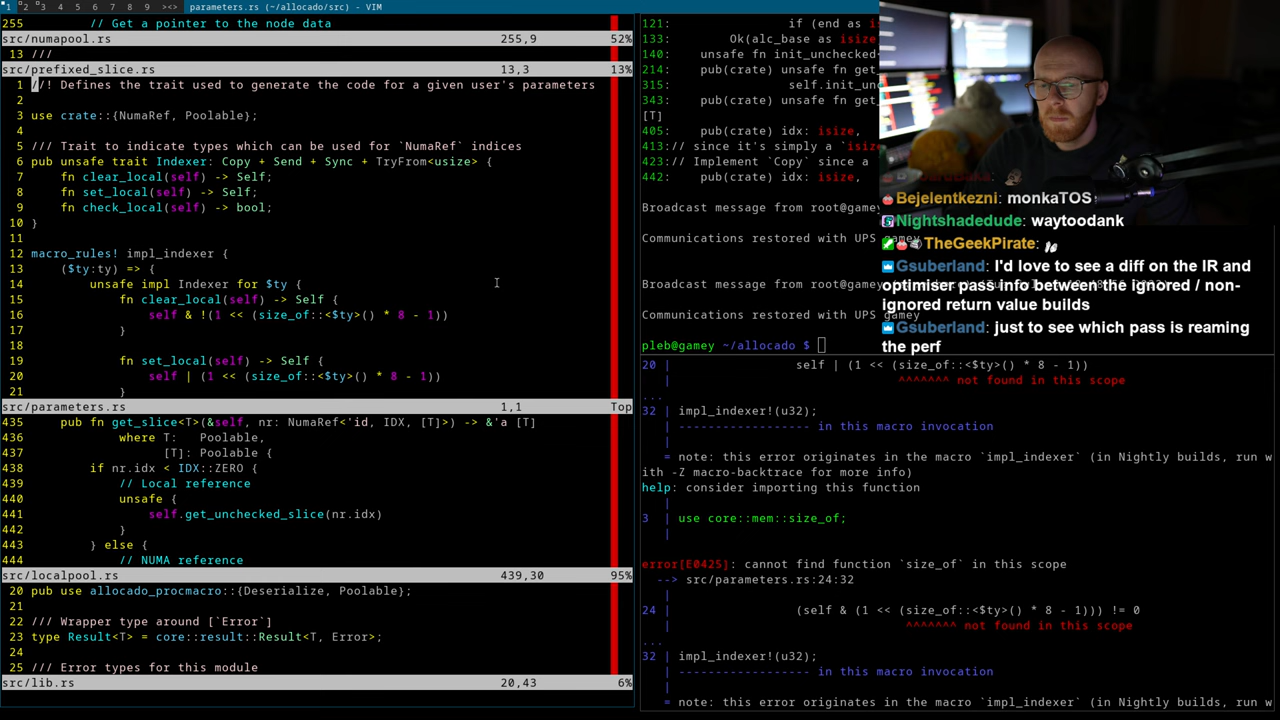 1 2 3 4 5 6 7 8 9 ><> parameters.rs (~/allocado/src) - VIM
255 // Get a pointer to the node data
src/numapool.rs 255,9 52%
13 ///
src/prefixed_slice.rs 13,3 13%
1 //! Defines the trait used to generate the code for a given user's parameters
2
3 use crate::{NumaRef, Poolable};
4
5 /// Trait to indicate types which can be used for `NumaRef` indices
6 pub unsafe trait Indexer: Copy + Send + Sync + TryFrom<usize> {
7 fn clear_local(self) -> Self;
8 fn set_local(self) -> Self;
9 fn check_local(self) -> bool;
10 }
11
12 macro_rules! impl_indexer {
13 ($ty:ty) => {
14 unsafe impl Indexer for $ty {
15 fn clear_local(self) -> Self {
16 self & !(1 << (size_of::<$ty>() * 8 - 1))
17 }
18
19 fn set_local(self) -> Self {
20 self | (1 << (size_of::<$ty>() * 8 - 1))
21 }
src/parameters.rs 1,1 Top
435 pub fn get_slice<T>(&self, nr: NumaRef<'id, IDX, [T]>) -> &'a [T]
436 where T: Poolable,
437 [T]: Poolable {
438 if nr.idx < IDX::ZERO {
439 // Local reference
440 unsafe {
441 self.get_unchecked_slice(nr.idx)
442 }
443 } else {
444 // NUMA reference
src/localpool.rs 439,30 95%
20 pub use allocado_procmacro::{Deserialize, Poolable};
21
22 /// Wrapper type around [`Error`]
23 type Result<T> = core::result::Result<T, Error>;
24
25 /// Error types for this module
src/lib.rs 20,43 6%
121: if (end as i
133: Ok(alc_base as isize
140: unsafe fn init_unchecked
214: pub(crate) unsafe fn get_
315: self.init_unc
343: pub(crate) unsafe fn get_
[T]
405: pub(crate) idx: isize,
413:// since it's simply a `isize
423:// Implement `Copy` since a
442: pub(crate) idx: isize,
Broadcast message from root@gamey
Communications restored with UPS gamey
Broadcast message from root@gamey
Communications restored with UPS gamey
pleb@gamey ~/allocado $
20 | self | (1 << (size_of::<$ty>() * 8 - 1))
| ^^^^^^^ not found in this scope
...
32 | impl_indexer!(u32);
| ------------------ in this macro invocation
|
= note: this error originates in the macro `impl_indexer` (in Nightly builds, run w
ith -Z macro-backtrace for more info)
help: consider importing this function
|
3 | use core::mem::size_of;
|
error[E0425]: cannot find function `size_of` in this scope
--> src/parameters.rs:24:32
|
24 | (self & (1 << (size_of::<$ty>() * 8 - 1))) != 0
| ^^^^^^^ not found in this scope
...
32 | impl_indexer!(u32);
| ------------------ in this macro invocation
|
= note: this error originates in the macro `impl_indexer` (in Nightly builds, run w
Bejelentkezni: monkaTOS
Nightshadedude: waytoodank
TheGeekPirate:
Gsuberland: I'd love to see a diff on the IR and
optimiser pass info between the ignored / non-
ignored return value builds
Gsuberland: just to see which pass is reaming
the perf